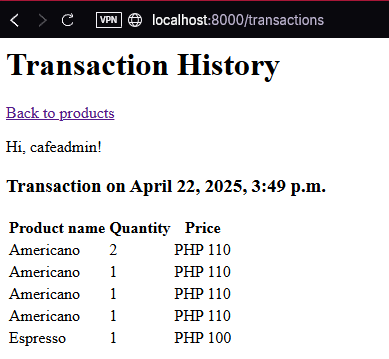 VPN localhost:8000/transactions
Transaction History
Back to products
Hi, cafeadmin!
Transaction on April 22, 2025, 3:49 p.m.
Product name Quantity Price
Americano 2 PHP 110
Americano 1 PHP 110
Americano 1 PHP 110
Americano 1 PHP 110
Espresso 1 PHP 100